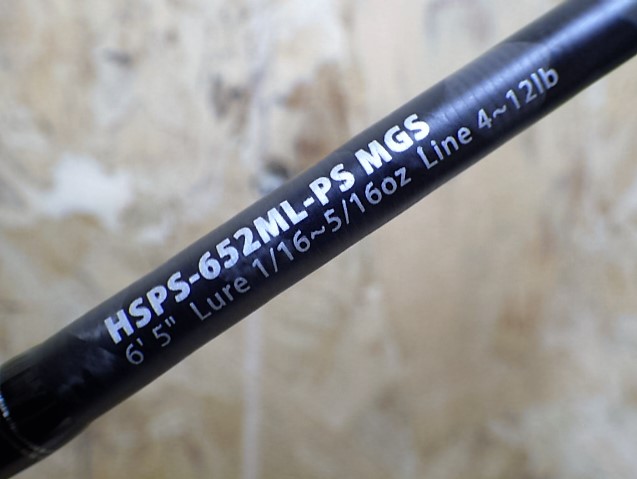 HSPS-652ML-PS MGS
6' 5" Lure 1/16~5/16oz Line 4~12lb